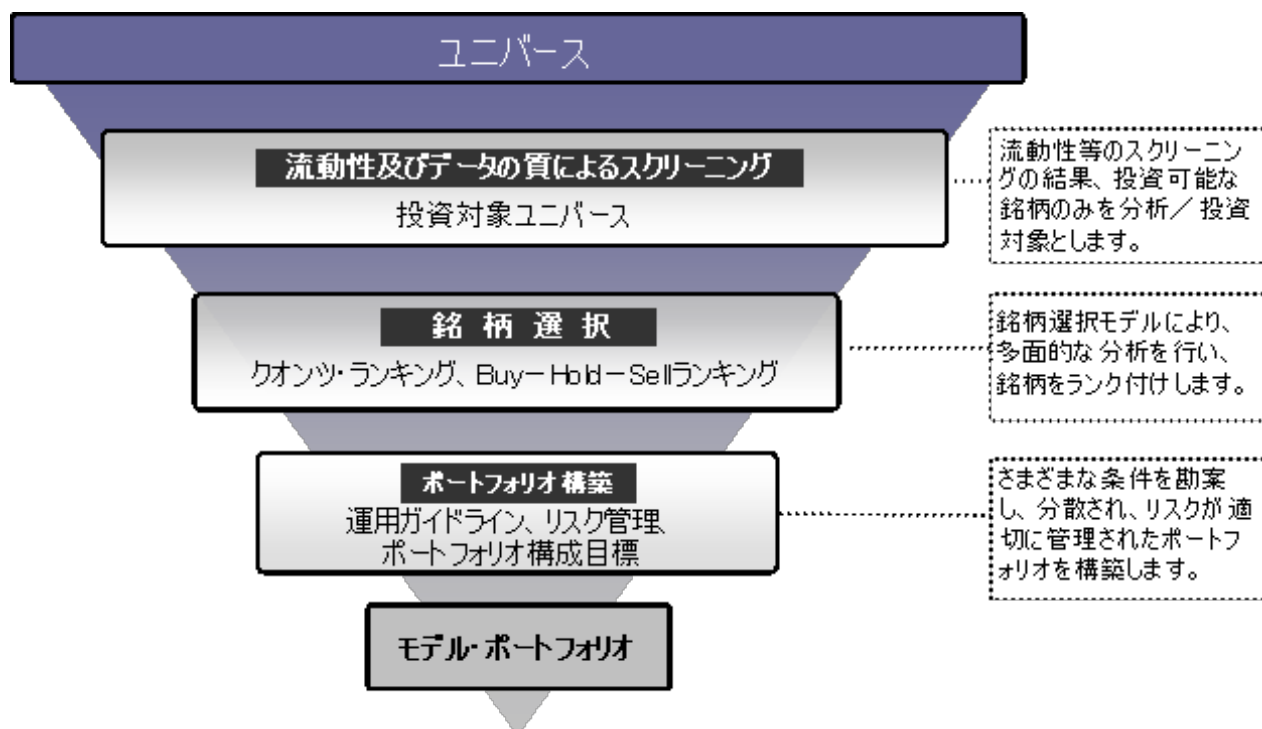 ユニバース
流動性及びデータの質によるスクリーニング
投資対象ユニバース
流動性等のスクリーニン
グの結果、投資可能な
銘柄のみを分析／投資
対象とします。
銘柄選択
クオンツ・ランキング、Buy－Hold－Sellランキング
銘柄選択モデルにより、
多面的な分析を行い、
銘柄をランク付けします。
ポートフォリオ構築
運用ガイドライン、リスク管理、
ポートフォリオ構成目標
さまざまな条件を勘案
し、分散され、リスクが適
切に管理されたポートフ
ォリオを構築します。
モデル・ポートフォリオ